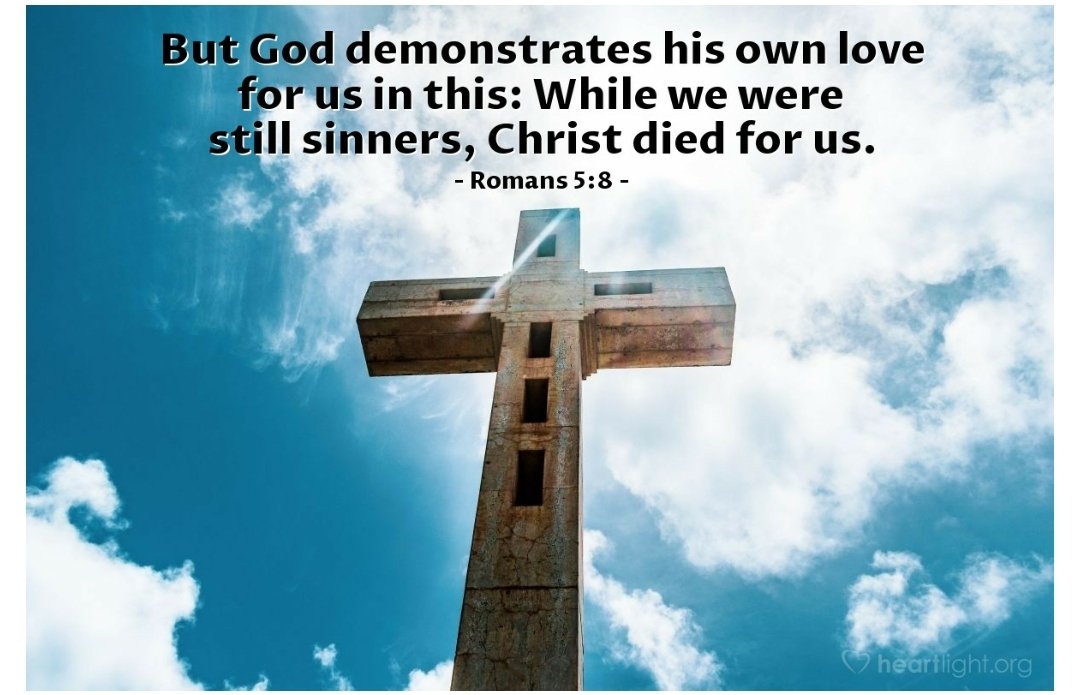 But God demonstrates his own love
for us in this: While we were
still sinners, Christ died for us.
- Romans 5:8 -
heartlight.org